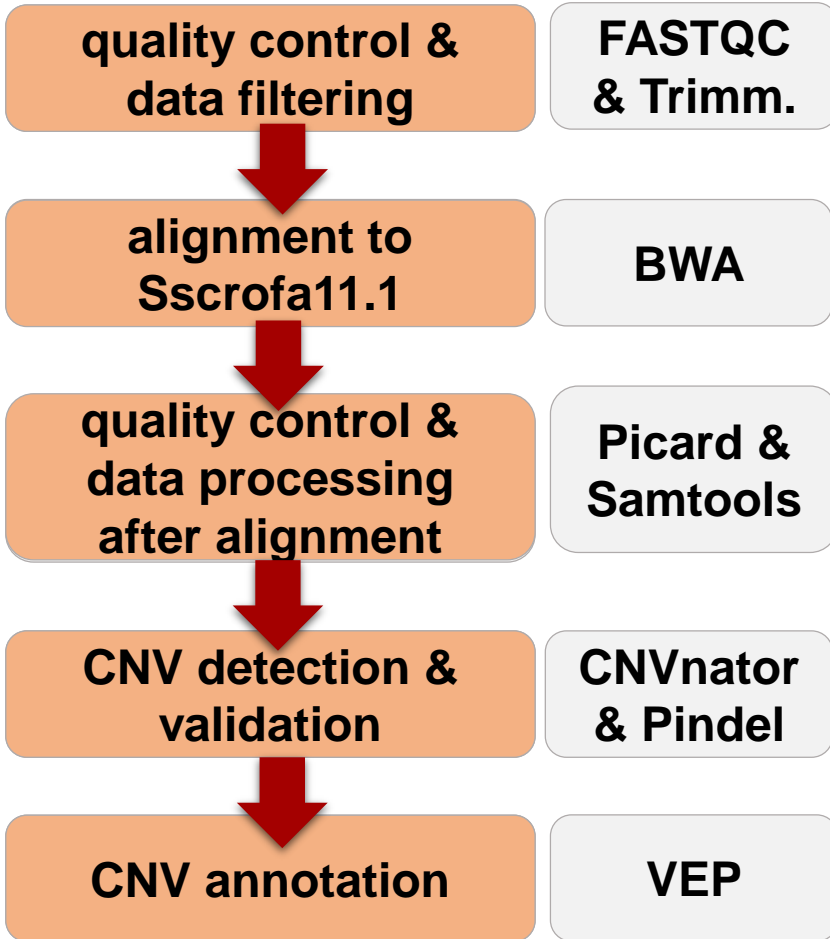 quality control &
data filtering
FASTQC
& Trimm.
alignment to
Sscrofa11.1
BWA
quality control &
data processing
after alignment
Picard &
Samtools
CNV detection &
validation
CNVnator
& Pindel
CNV annotation
VEP